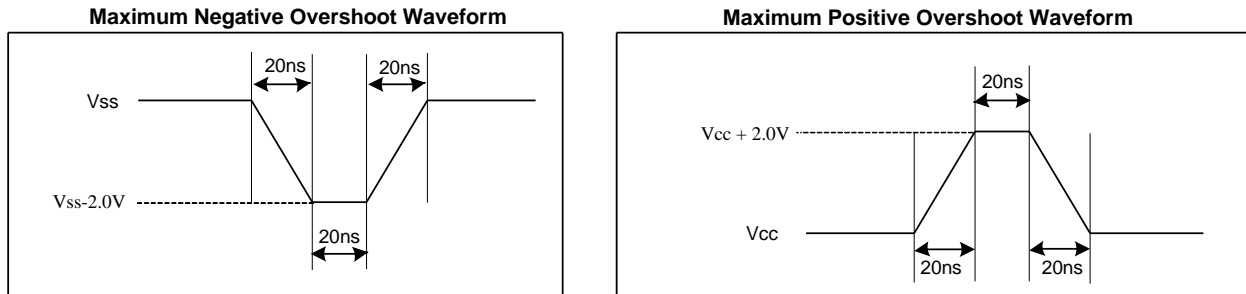 Maximum Negative Overshoot Waveform
20ns
20ns
Vss
Vss-2.0V
20ns
Maximum Positive Overshoot Waveform
20ns
Vcc + 2.0V
Vcc
20ns
20ns